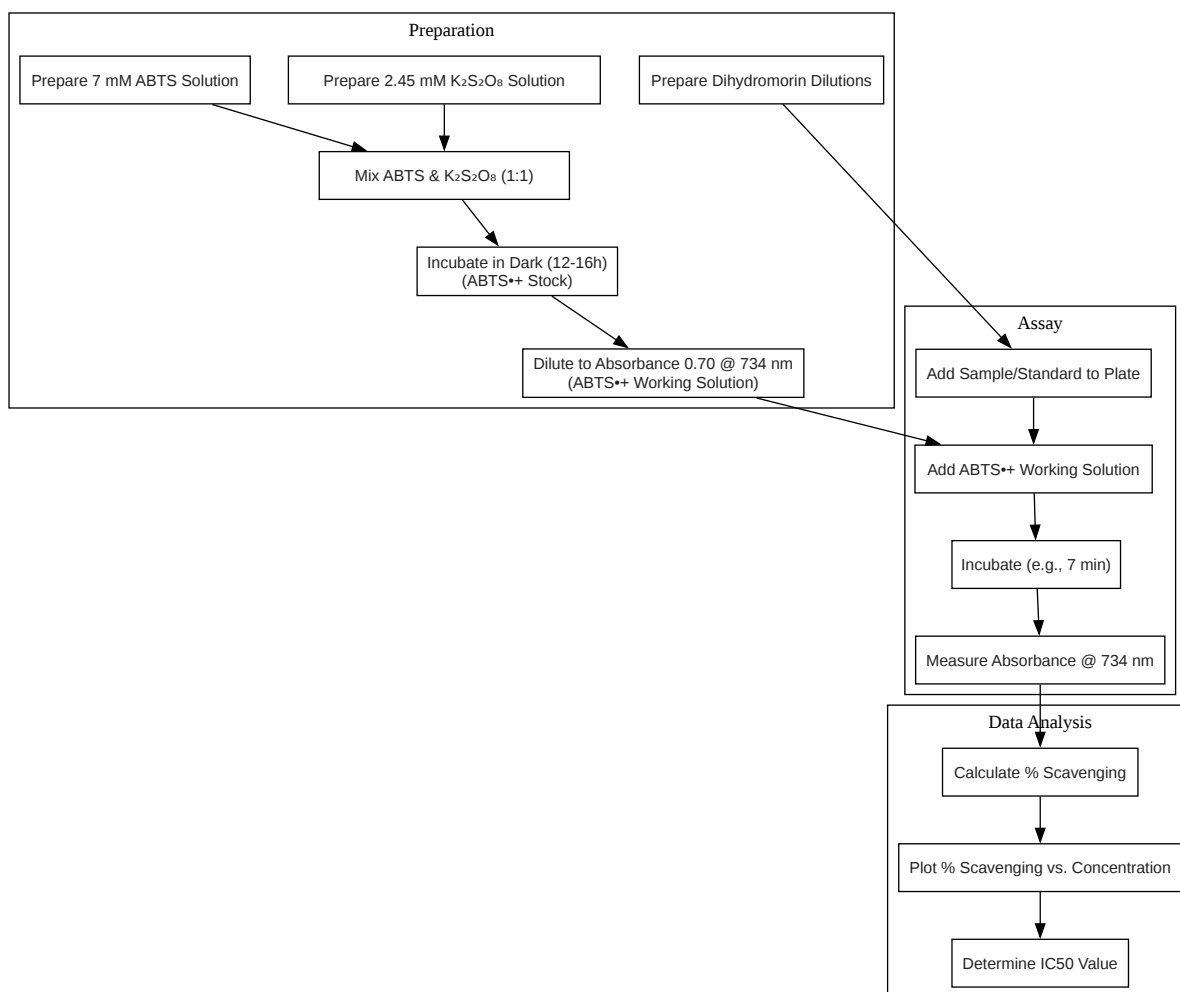 Preparation
Prepare 7 mM ABTS Solution
Prepare 2.45 mM K₂S₂O₈ Solution
Prepare Dihydromorin Dilutions
Mix ABTS & K₂S₂O₈ (1:1)
Incubate in Dark (12-16h)
(ABTS•+ Stock)
Dilute to Absorbance 0.70 @ 734 nm
(ABTS•+ Working Solution)
Assay
Add Sample/Standard to Plate
Add ABTS•+ Working Solution
Incubate (e.g., 7 min)
Measure Absorbance @ 734 nm
Data Analysis
Calculate % Scavenging
Plot % Scavenging vs. Concentration
Determine IC50 Value